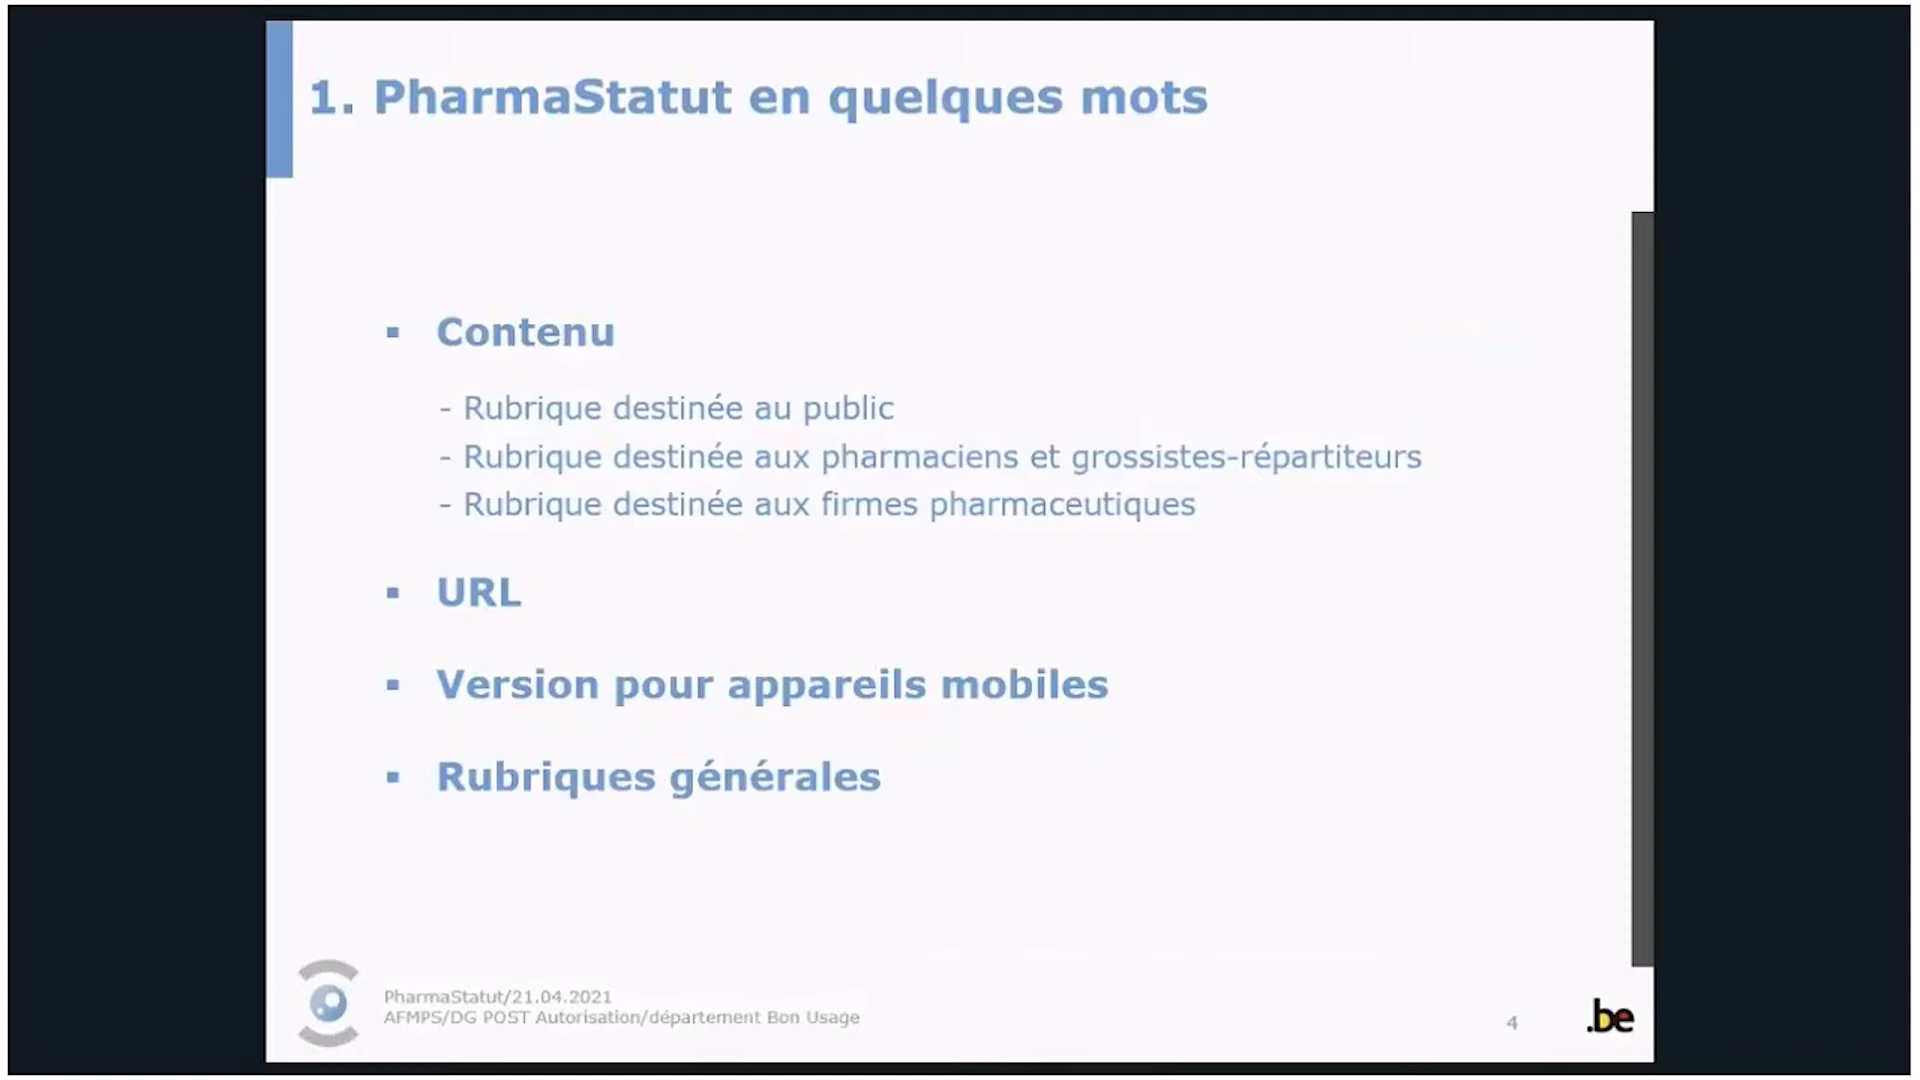 1. PharmaStatut en quelques mots
▪ Contenu
- Rubrique destinée au public
- Rubrique destinée aux pharmaciens et grossistes-répartiteurs
- Rubrique destinée aux firmes pharmaceutiques
▪ URL
▪ Version pour appareils mobiles
▪ Rubriques générales
PharmaStatut/21.04.2021
AFMPS/DG POST Autorisation/département Bon Usage
4
.be